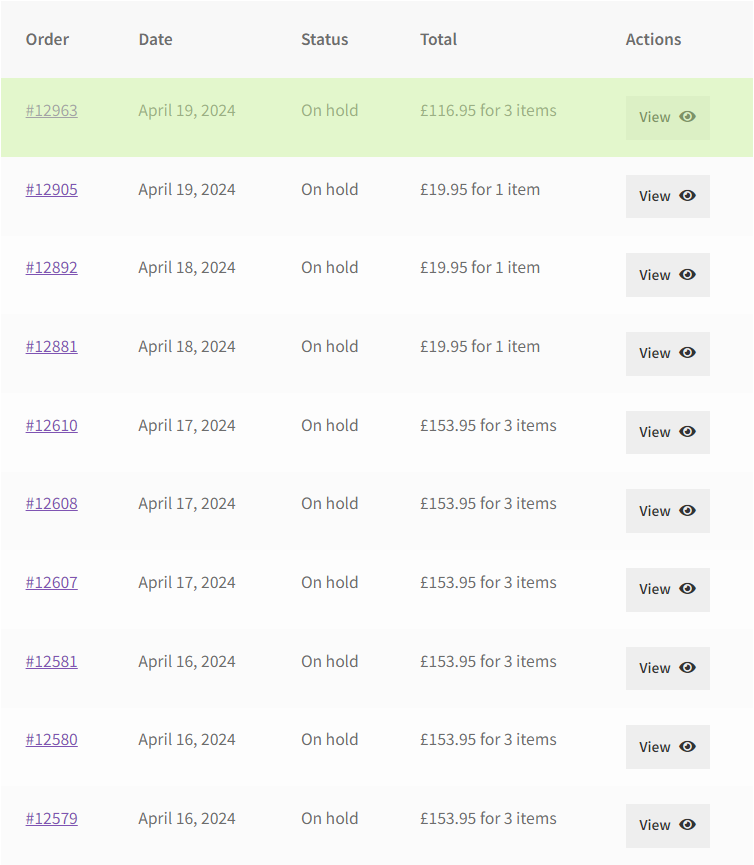 Order Date Status Total Actions
#12963 April 19, 2024 On hold £116.95 for 3 items View
#12905 April 19, 2024 On hold £19.95 for 1 item View
#12892 April 18, 2024 On hold £19.95 for 1 item View
#12881 April 18, 2024 On hold £19.95 for 1 item View
#12610 April 17, 2024 On hold £153.95 for 3 items View
#12608 April 17, 2024 On hold £153.95 for 3 items View
#12607 April 17, 2024 On hold £153.95 for 3 items View
#12581 April 16, 2024 On hold £153.95 for 3 items View
#12580 April 16, 2024 On hold £153.95 for 3 items View
#12579 April 16, 2024 On hold £153.95 for 3 items View